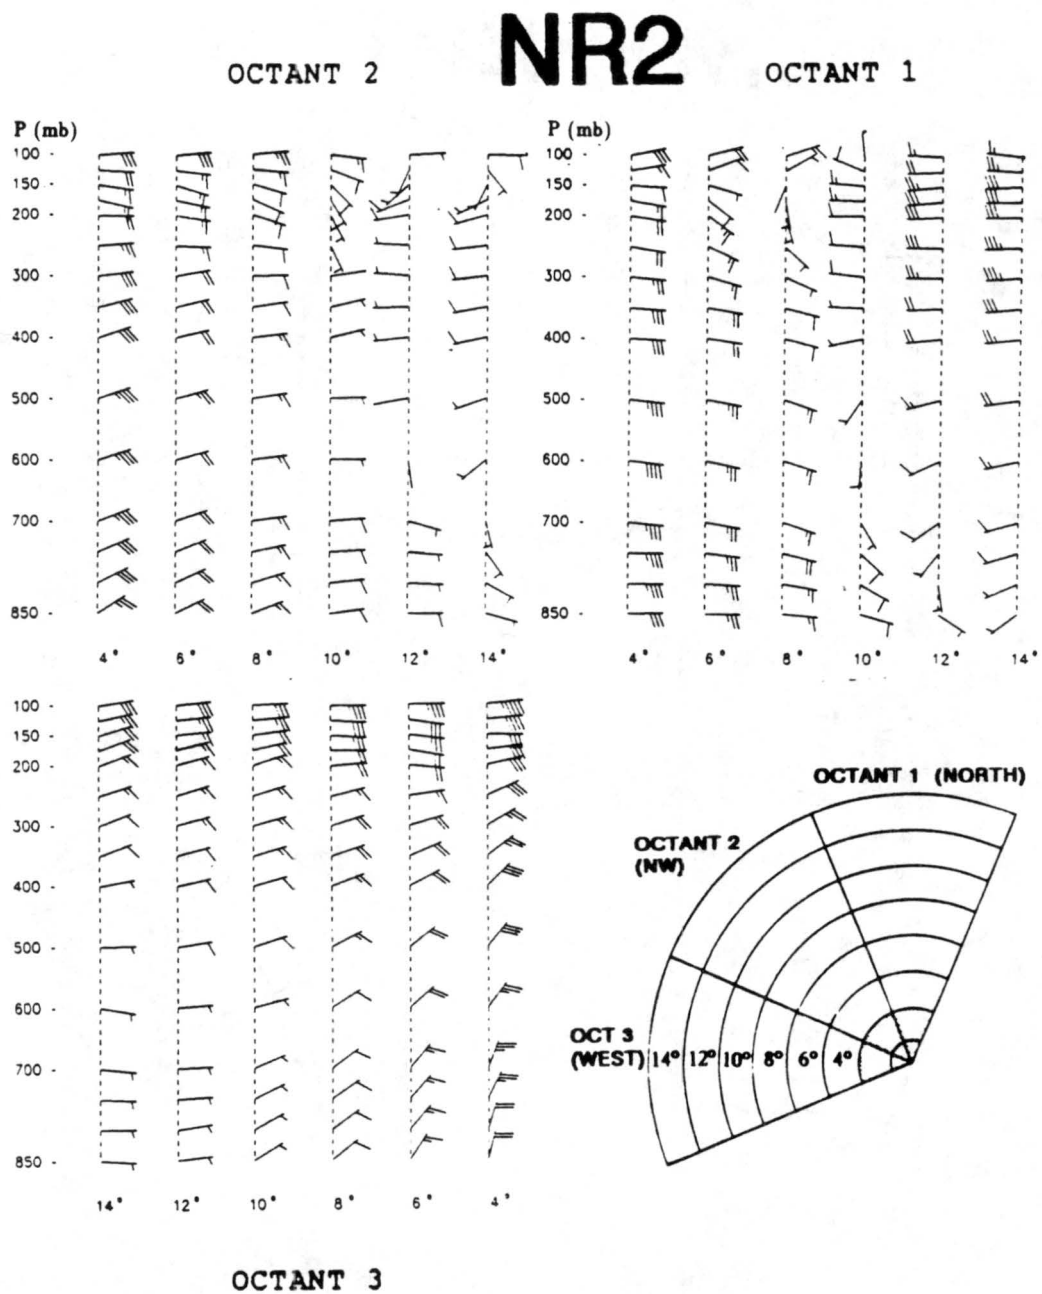 NR2
OCTANT 2
OCTANT 1
P (mb)
100 -
150 -
200 -
300 -
400 -
500 -
600 -
700 -
850 -
4° 6° 8° 10° 12° 14°
P (mb)
100 -
150 -
200 -
300 -
400 -
500 -
600 -
700 -
850 -
4° 6° 8° 10° 12° 14°
100 -
150 -
200 -
300 -
400 -
500 -
600 -
700 -
850 -
14° 12° 10° 8° 6° 4°
OCTANT 3
OCTANT 1 (NORTH)
OCTANT 2
(NW)
OCT 3
(WEST) 14° 12° 10° 8° 6° 4°